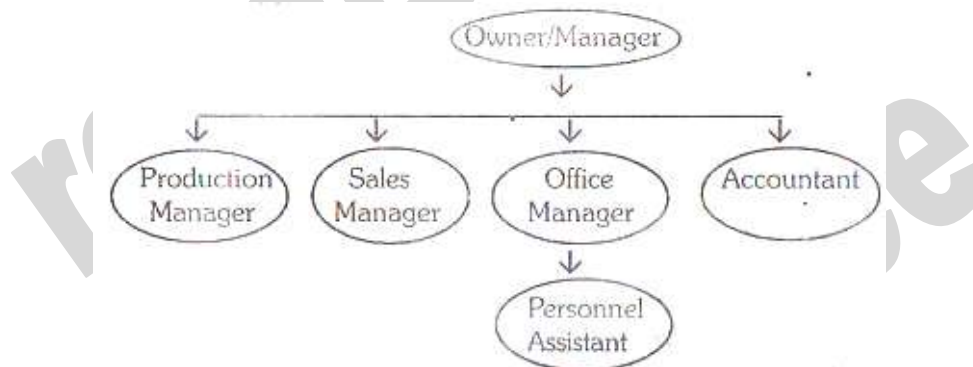 Owner/Manager
Production
Manager
Sales
Manager
Office
Manager
Accountant
Personnel
Assistant